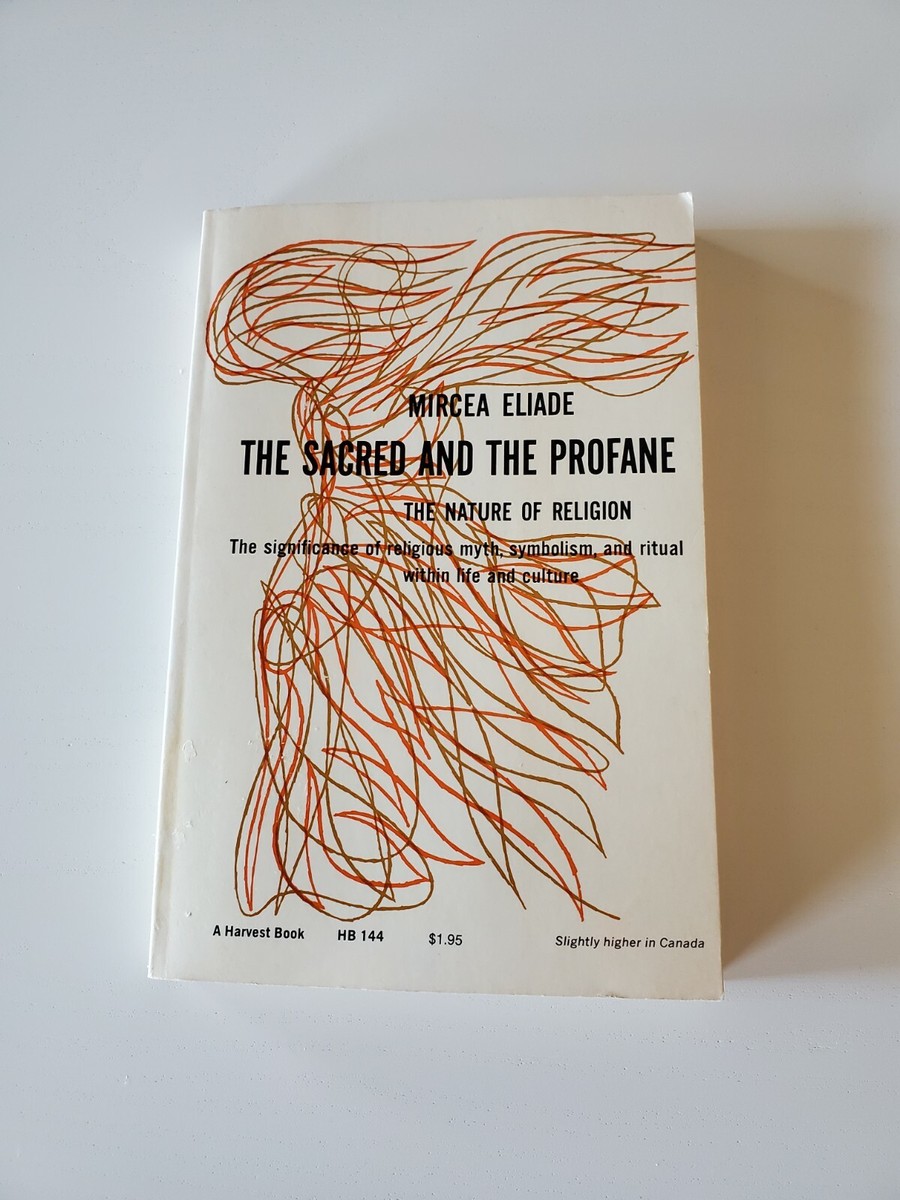 MIRCEA ELIADE
THE SACRED AND THE PROFANE
THE NATURE OF RELIGION
The significance of religious myth, symbolism, and ritual
within life and culture
A Harvest Book HB 144 $1.95 Slightly higher in Canada